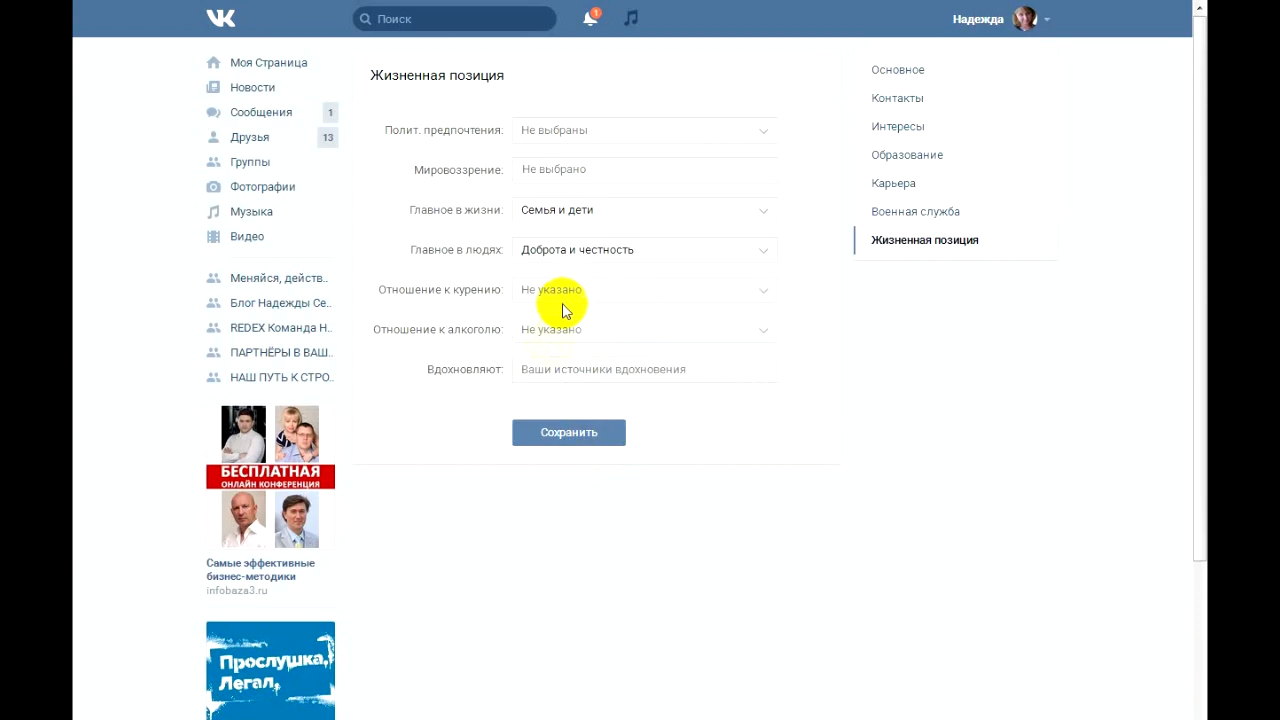 VK
Поиск
1
Надежда
Моя Страница
Новости
Сообщения 1
Друзья 13
Группы
Фотографии
Музыка
Видео
Меняйся, действ..
Блог Надежды Се..
REDEX Команда Н..
ПАРТНЁРЫ В ВАШ..
НАШ ПУТЬ К СТРО..
БЕСПЛАТНАЯ
ОНЛАЙН КОНФЕРЕНЦИЯ
Самые эффективные
бизнес-методики
infobaza3.ru
Прослушка.
Легал.
Жизненная позиция
Полит. предпочтения: Не выбраны
Мировоззрение: Не выбрано
Главное в жизни: Семья и дети
Главное в людях: Доброта и честность
Отношение к курению: Не указано
Отношение к алкоголю: Не указано
Вдохновляют: Ваши источники вдохновения
Сохранить
Основное
Контакты
Интересы
Образование
Карьера
Военная служба
Жизненная позиция